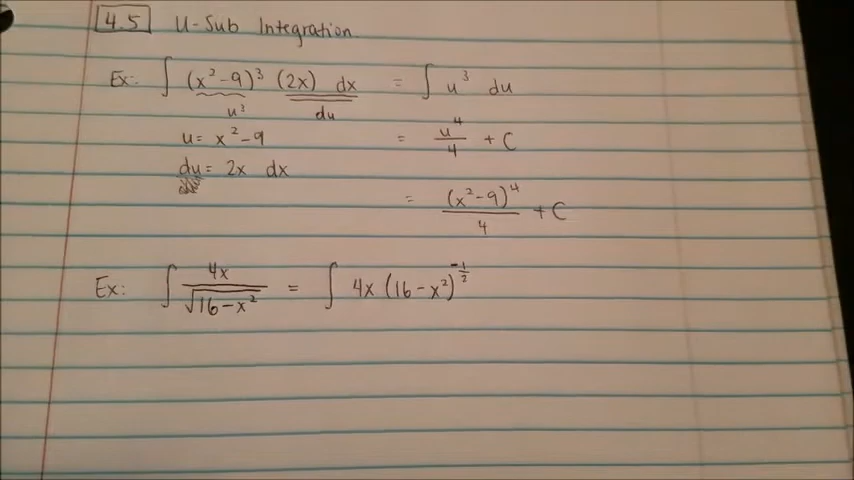 4.5 U-Sub Integration
Ex: ∫ (x²-9)³ (2x) dx = ∫ u³ du
u³ du
u = x²-9 = u⁴/4 + C
du = 2x dx
= (x²-9)⁴/4 + C
Ex: ∫ 4x/√(16-x²) = ∫ 4x (16-x²)^(-1/2)